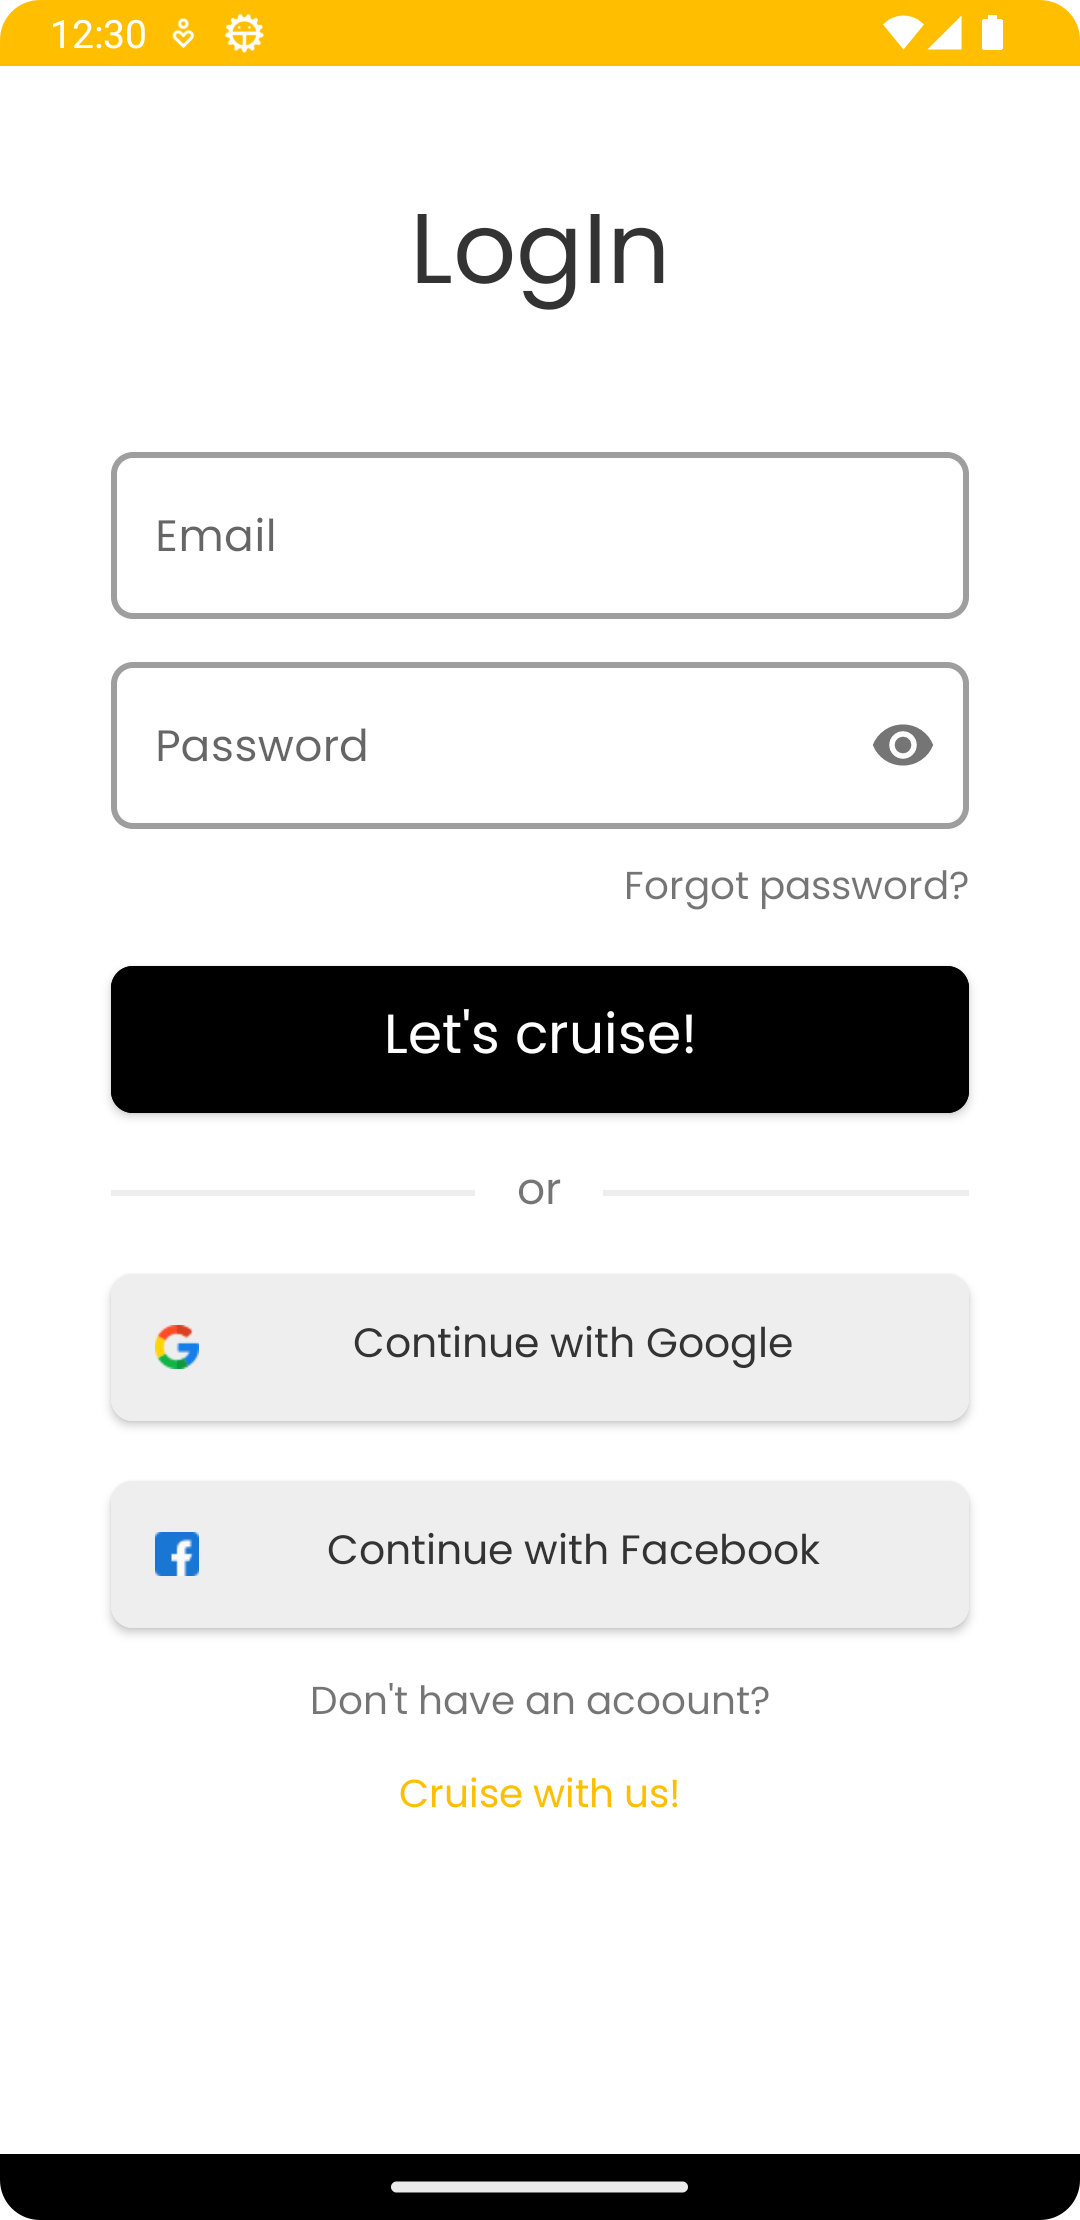 12:30
LogIn
Email
Password
Forgot password?
Let's cruise!
or
Continue with Google
Continue with Facebook
Don't have an acoount?
Cruise with us!